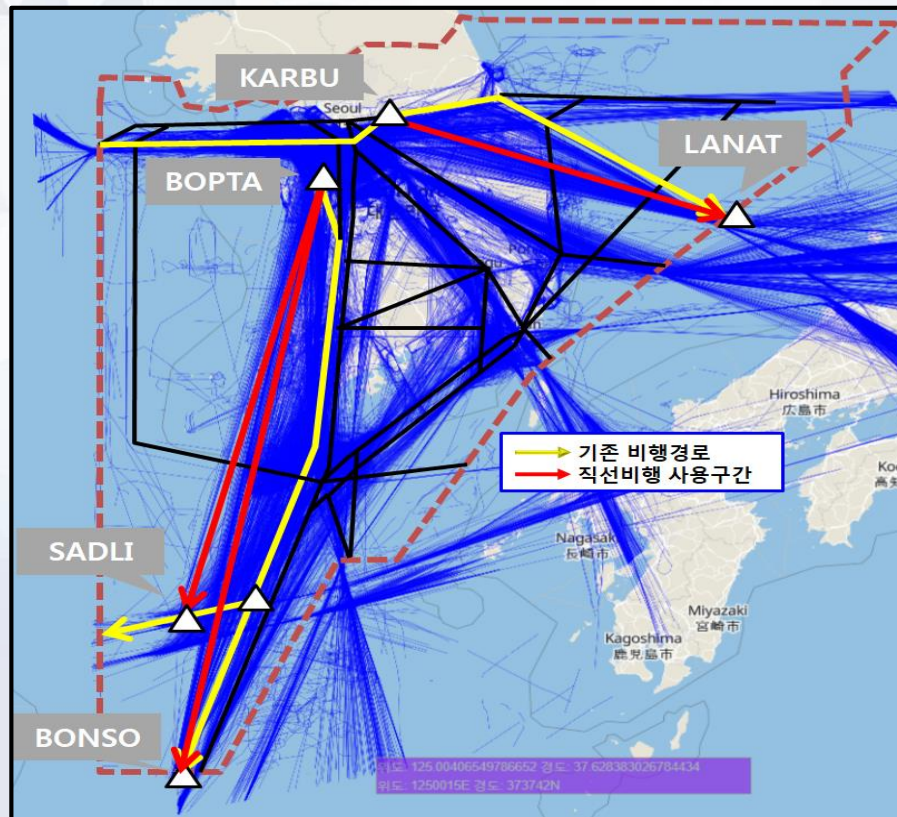 KARBU
Seoul
LANAT
BOPTA
Hiroshima
広島市
기존 비행경로
직선비행 사용구간
SADLI
Nagasaki
長崎市
Miyazaki
宮崎市
Kagoshima
鹿児島市
BONSO
위도: 125.00406549786652 경도: 37.628383026784434
위도: 1250015E 경도: 373742N